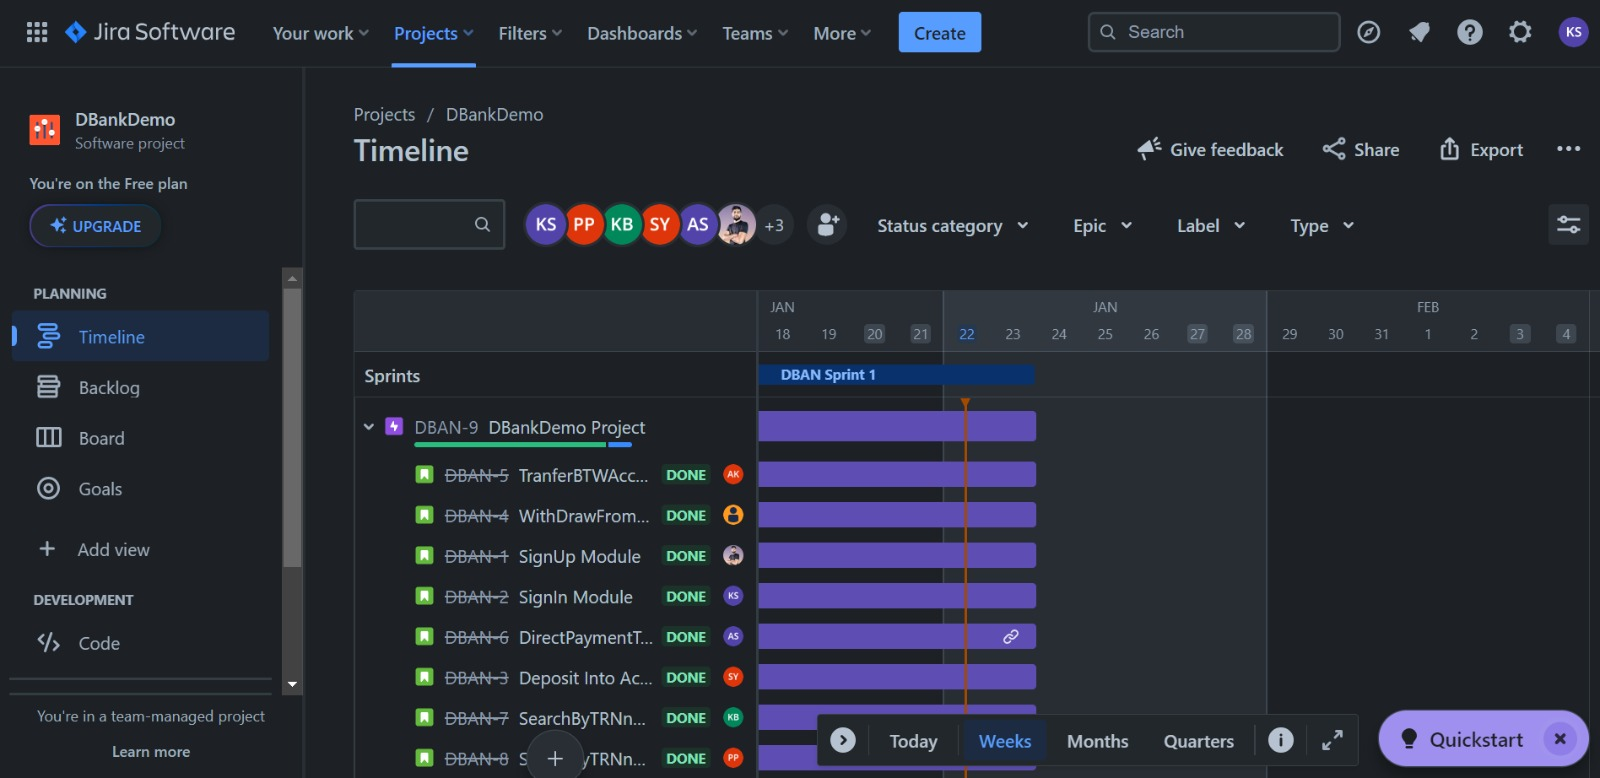 Jira Software Your work Projects Filters Dashboards Teams More Create Search KS
DBankDemo
Software project
You're on the Free plan
UPGRADE
PLANNING
Timeline
Backlog
Board
Goals
Add view
DEVELOPMENT
Code
You're in a team-managed project
Learn more
Projects / DBankDemo
Timeline
Give feedback Share Export
KS PP KB SY AS +3 Status category Epic Label Type
JAN JAN FEB
18 19 20 21 22 23 24 25 26 27 28 29 30 31 1 2 3 4
Sprints DBAN Sprint 1
DBAN-9 DBankDemo Project
DBAN-5 TranferBTWAcc... DONE AK
DBAN-4 WithDrawFrom... DONE
DBAN-1 SignUp Module DONE
DBAN-2 SignIn Module DONE KS
DBAN-6 DirectPaymentT... DONE AS
DBAN-3 Deposit Into Ac... DONE SY
DBAN-7 SearchByTRNn... DONE KB
DBAN-8 DONE PP
Today Weeks Months Quarters
Quickstart